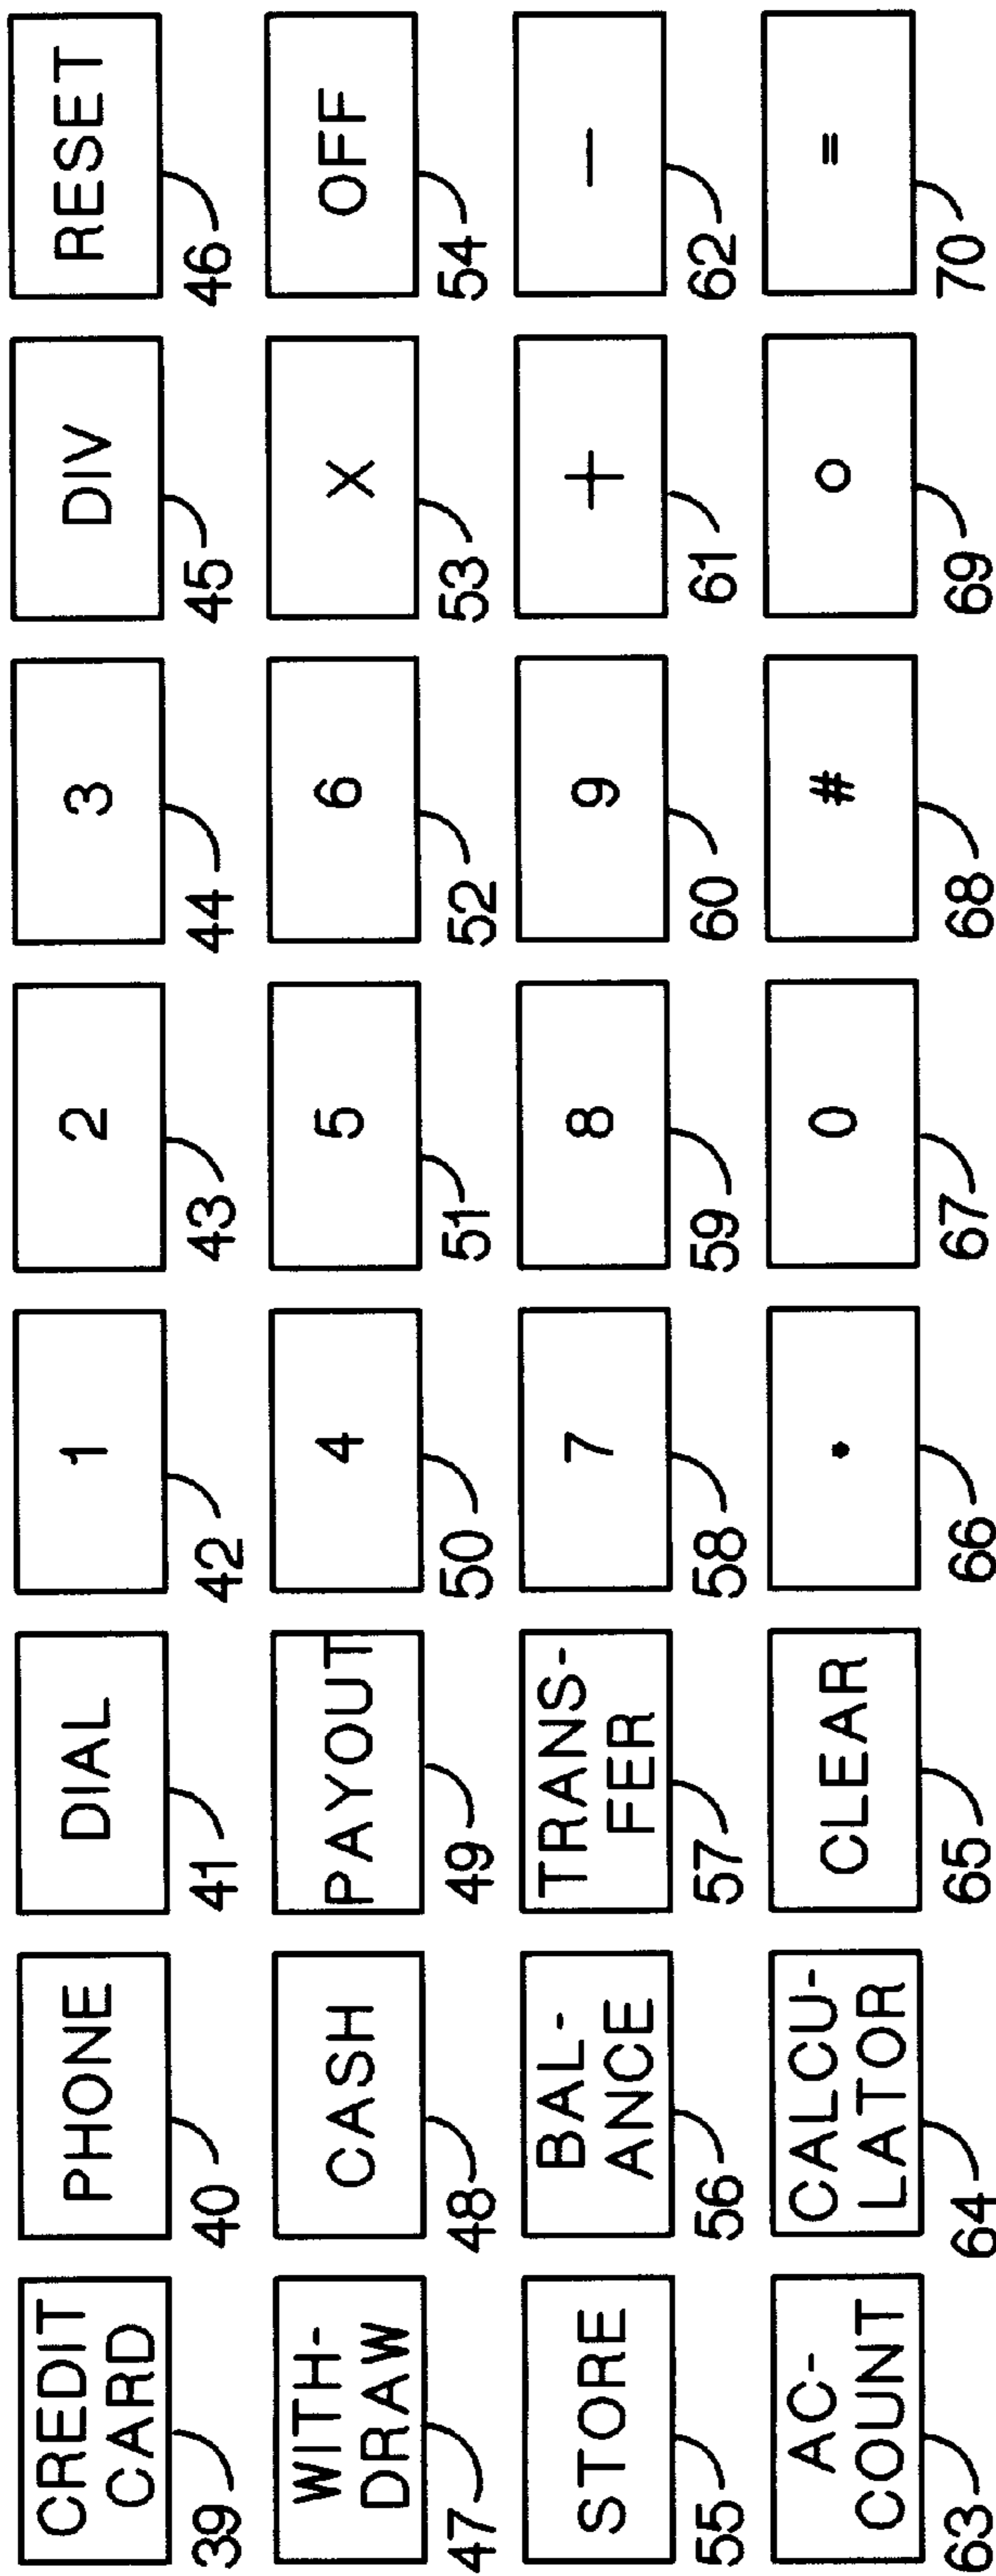 CREDIT
CARD
PHONE
DIAL
1
2
3
DIV
RESET
39
40
41
42
43
44
45
46
WITH-
DRAW
CASH
PAYOUT
4
5
6
X
OFF
47
48
49
50
51
52
53
54
STORE
BAL-
ANCE
TRANS-
FER
7
8
9
+
−
55
56
57
58
59
60
61
62
AC-
COUNT
CALCU-
LATOR
CLEAR
•
0
#
o
=
63
64
65
66
67
68
69
70